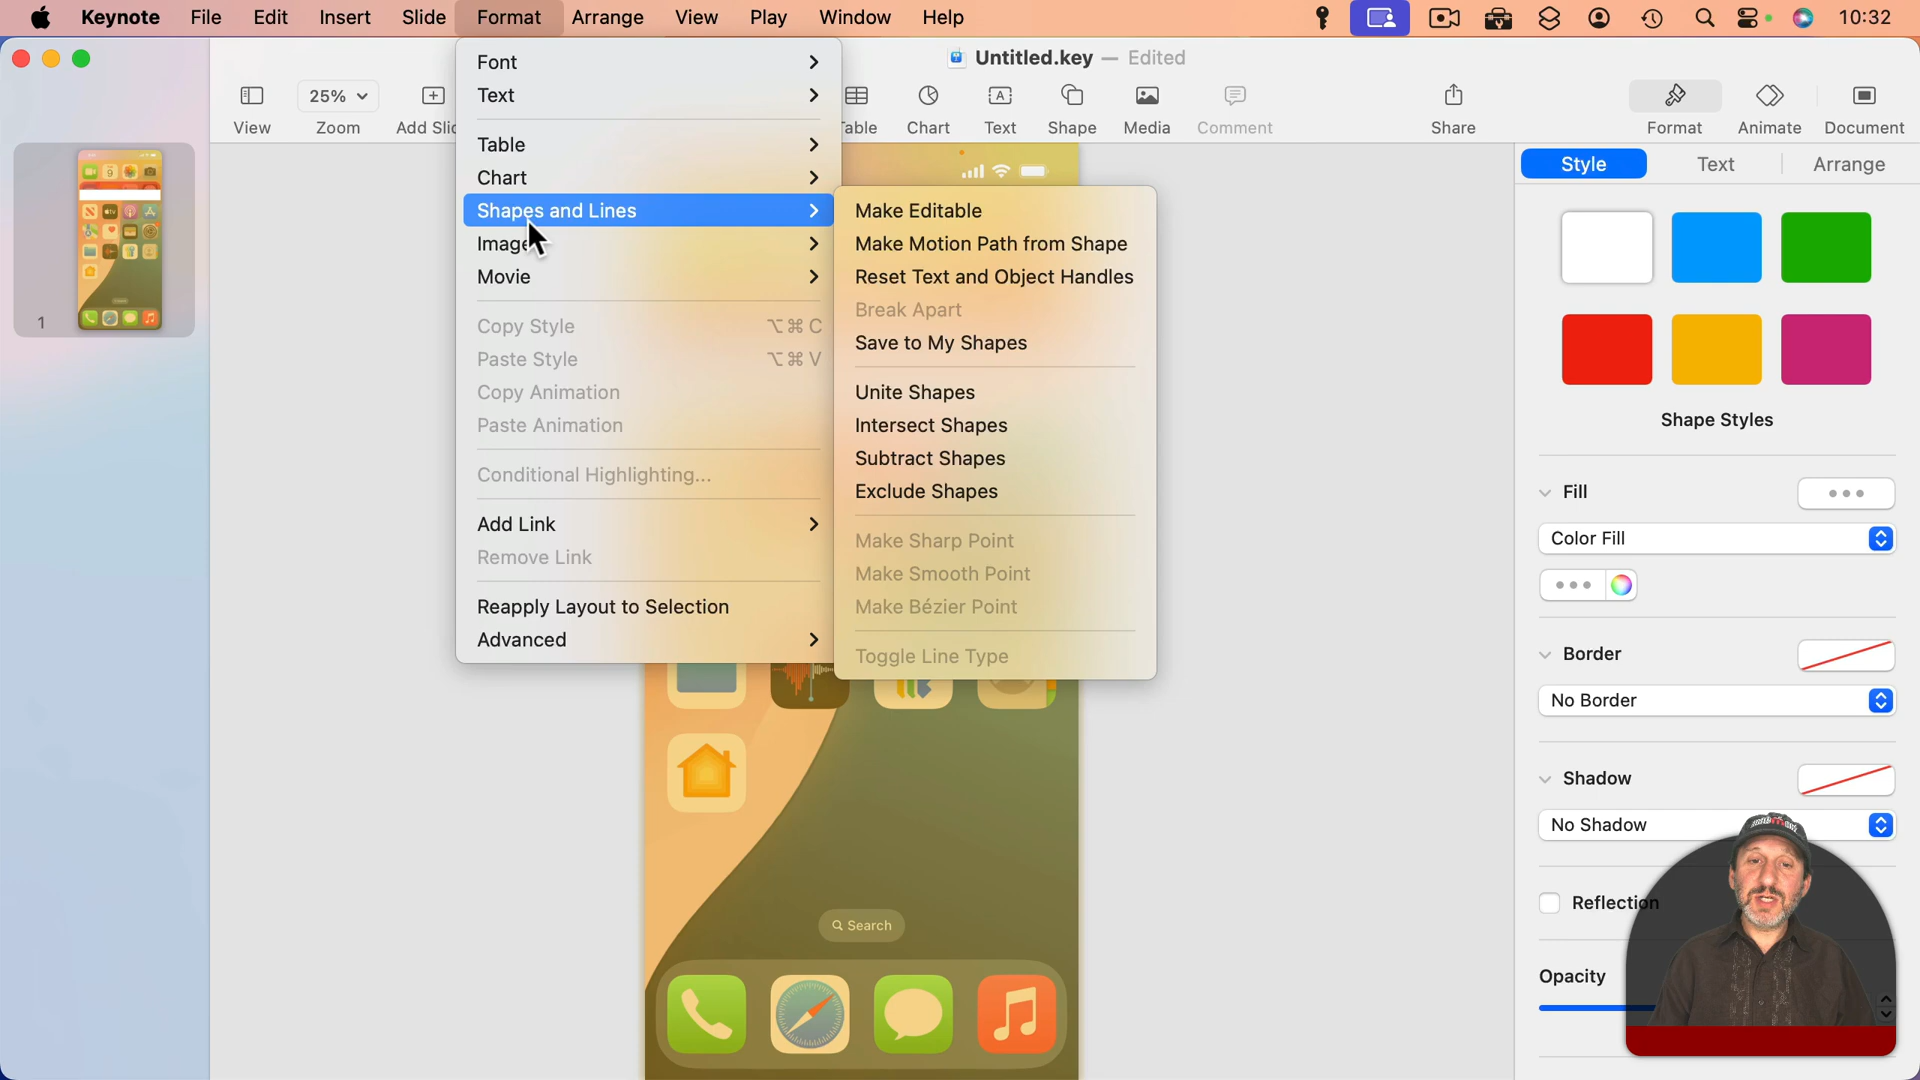 Keynote File Edit Insert Slide Format Arrange View Play Window Help 10:32
Untitled.key — Edited
25%
View Zoom Add Slid Table Chart Text Shape Media Comment Share Format Animate Document
Font
Text
Table
Chart
Shapes and Lines
Image
Movie
Copy Style ⌥⌘C
Paste Style ⌥⌘V
Copy Animation
Paste Animation
Conditional Highlighting...
Add Link
Remove Link
Reapply Layout to Selection
Advanced
Make Editable
Make Motion Path from Shape
Reset Text and Object Handles
Break Apart
Save to My Shapes
Unite Shapes
Intersect Shapes
Subtract Shapes
Exclude Shapes
Make Sharp Point
Make Smooth Point
Make Bézier Point
Toggle Line Type
1
Search
Style Text Arrange
Shape Styles
Fill
Color Fill
Border
No Border
Shadow
No Shadow
Reflection
Opacity